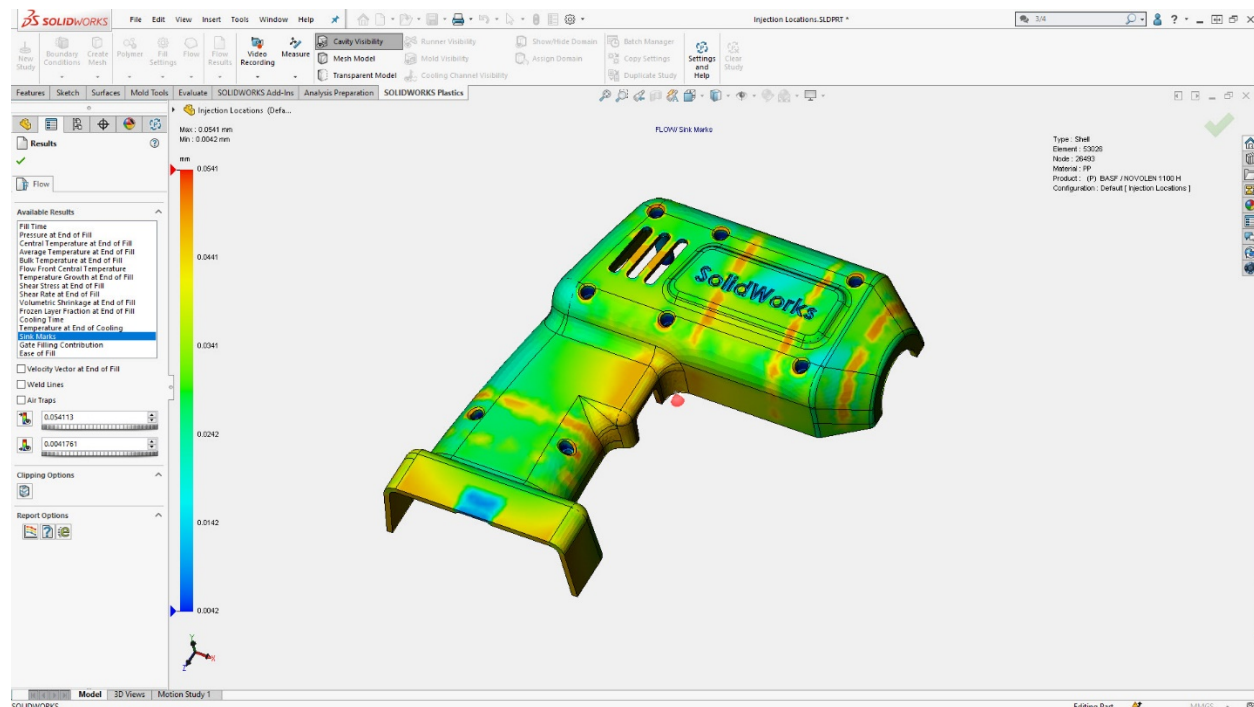 SOLIDWORKS File Edit View Insert Tools Window Help Injection Locations.SLDPRT * 3/4 ?
New Study
Boundary Conditions
Create Mesh
Polymer
Fill Settings
Flow
Flow Results
Video Recording
Measure
Cavity Visibility
Mesh Model
Transparent Model
Runner Visibility
Mold Visibility
Cooling Channel Visibility
Show/Hide Domain
Assign Domain
Batch Manager
Copy Settings
Duplicate Study
Settings and Help
Clear Study
Features Sketch Surfaces Mold Tools Evaluate SOLIDWORKS Add-Ins Analysis Preparation SOLIDWORKS Plastics
Injection Locations (Defa...
Results
Flow
Available Results
Fill Time
Pressure at End of Fill
Central Temperature at End of Fill
Average Temperature at End of Fill
Bulk Temperature at End of Fill
Flow Front Central Temperature
Temperature Growth at End of Fill
Shear Stress at End of Fill
Shear Rate at End of Fill
Volumetric Shrinkage at End of Fill
Frozen Layer Fraction at End of Fill
Cooling Time
Temperature at End of Cooling
Sink Marks
Gate Filling Contribution
Ease of Fill
Velocity Vector at End of Fill
Weld Lines
Air Traps
0.054113
0.0041761
Clipping Options
Report Options
Max : 0.0541 mm
Min : 0.0042 mm
mm
0.0541
0.0441
0.0341
0.0242
0.0142
0.0042
FLOW/ Sink Marks
Type : Shell
Element : 53026
Node : 26493
Material : PP
Product : (P) BASF / NOVOLEN 1100 H
Configuration : Default [ Injection Locations ]
SolidWorks
Y
X
Z
Model 3D Views Motion Study 1
SOLIDWORKS
Editing Part MMGS